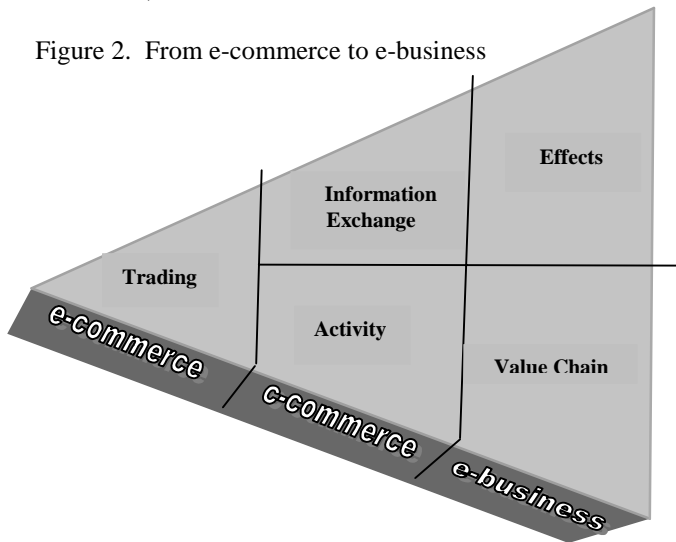 Figure 2.  From e-commerce to e-business
Effects
Information
Exchange
Trading
Activity
Value Chain
e-commerce
c-commerce
e-business